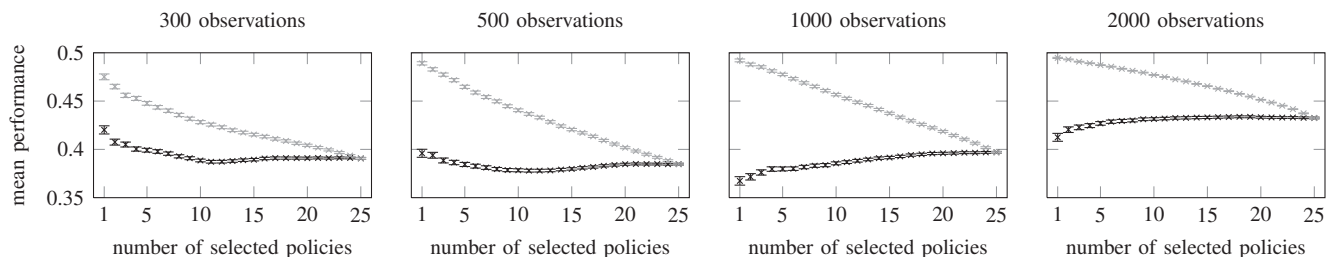 300 observations
500 observations
1000 observations
2000 observations
mean performance
0.5
0.45
0.4
0.35
1 5 10 15 20 25
1 5 10 15 20 25
1 5 10 15 20 25
1 5 10 15 20 25
number of selected policies
number of selected policies
number of selected policies
number of selected policies